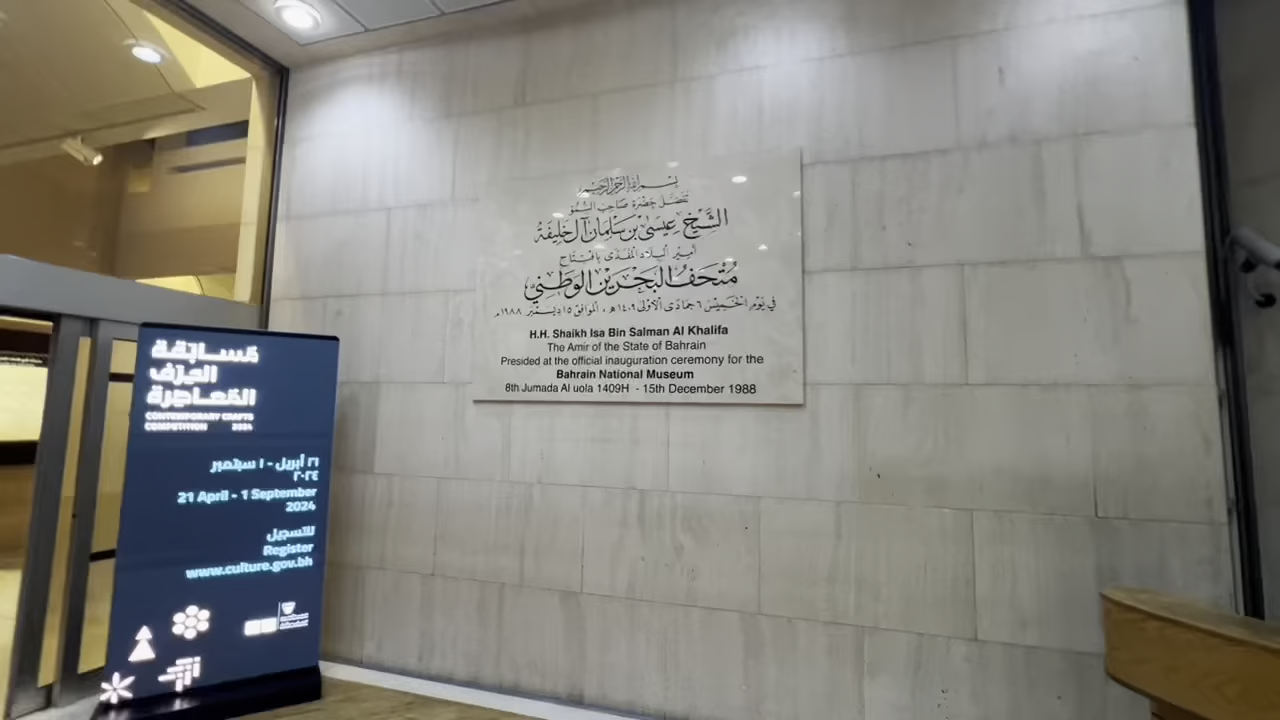 بسم الله الرحمن الرحيم
تفضل حضرة صاحب السمو
الشيخ عيسى بن سلمان آل خليفة
أمير البلاد المفدى بافتتاح
متحف البحرين الوطني
في يوم الخميس ٦ جمادى الأولى ١٤٠٩ هـ ، الموافق ١٥ ديسمبر ١٩٨٨م
H.H. Shaikh Isa Bin Salman Al Khalifa
The Amir of the State of Bahrain
Presided at the official inauguration ceremony for the
Bahrain National Museum
8th Jumada Al uola 1409H - 15th December 1988
مسابقة
الحرف
المعاصرة
CONTEMPORARY CRAFTS
COMPETITION 2024
٢١ أبريل - ١ سبتمبر
٢٠٢٤
21 April - 1 September
2024
للتسجيل
Register
www.culture.gov.bh